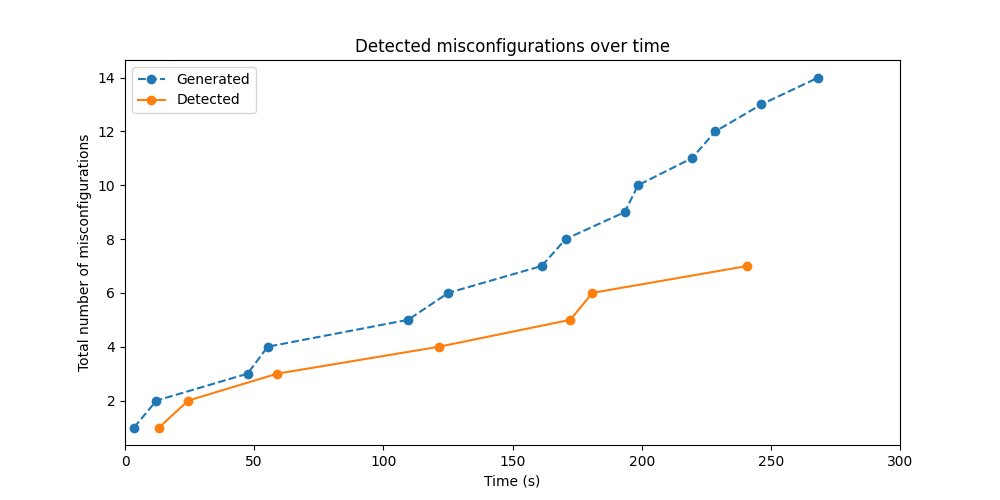 Detected misconfigurations over time
Generated
Detected
Total number of misconfigurations
14
12
10
8
6
4
2
0 50 100 150 200 250 300
Time (s)